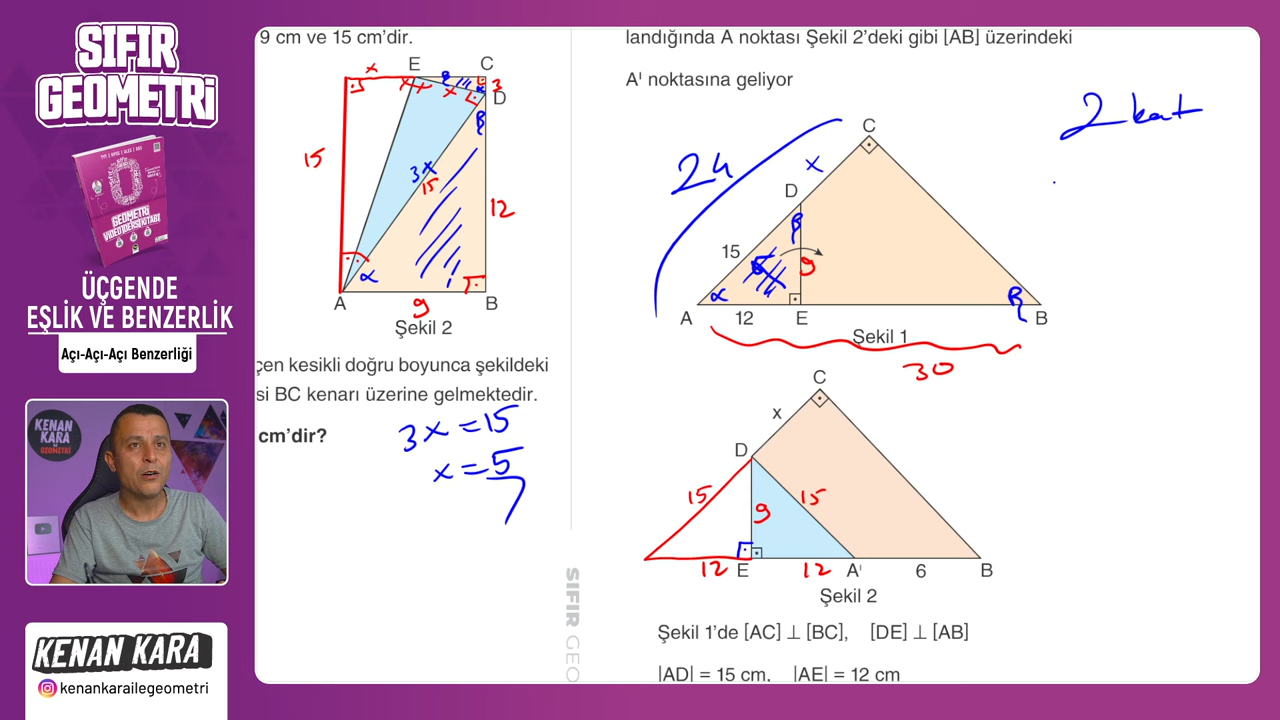 SIFIR
GEOMETRİ
GEOMETRİ
VİDEO DERS KİTABI
ÜÇGENDE
EŞLİK VE BENZERLİK
Açı-Açı-Açı Benzerliği
KENAN
KARA
KENAN KARA
kenankarailegeometri
9 cm ve 15 cm'dir.
x
E
C
3
D
x
x
x
15
3x
15
12
β
β
α
α
A
9
B
Şekil 2
çen kesikli doğru boyunca şekildeki
si BC kenarı üzerine gelmektedir.
cm'dir?
3x = 15
x = 5
SIFIR GEO
landığında A noktası Şekil 2'deki gibi [AB] üzerindeki
A' noktasına geliyor
2 kat
24
C
x
D
β
15
9
α
β
A
12
E
B
Şekil 1
30
C
x
D
15
9
15
12
E
12
A'
6
B
Şekil 2
Şekil 1'de [AC] ⊥ [BC], [DE] ⊥ [AB]
|AD| = 15 cm, |AE| = 12 cm